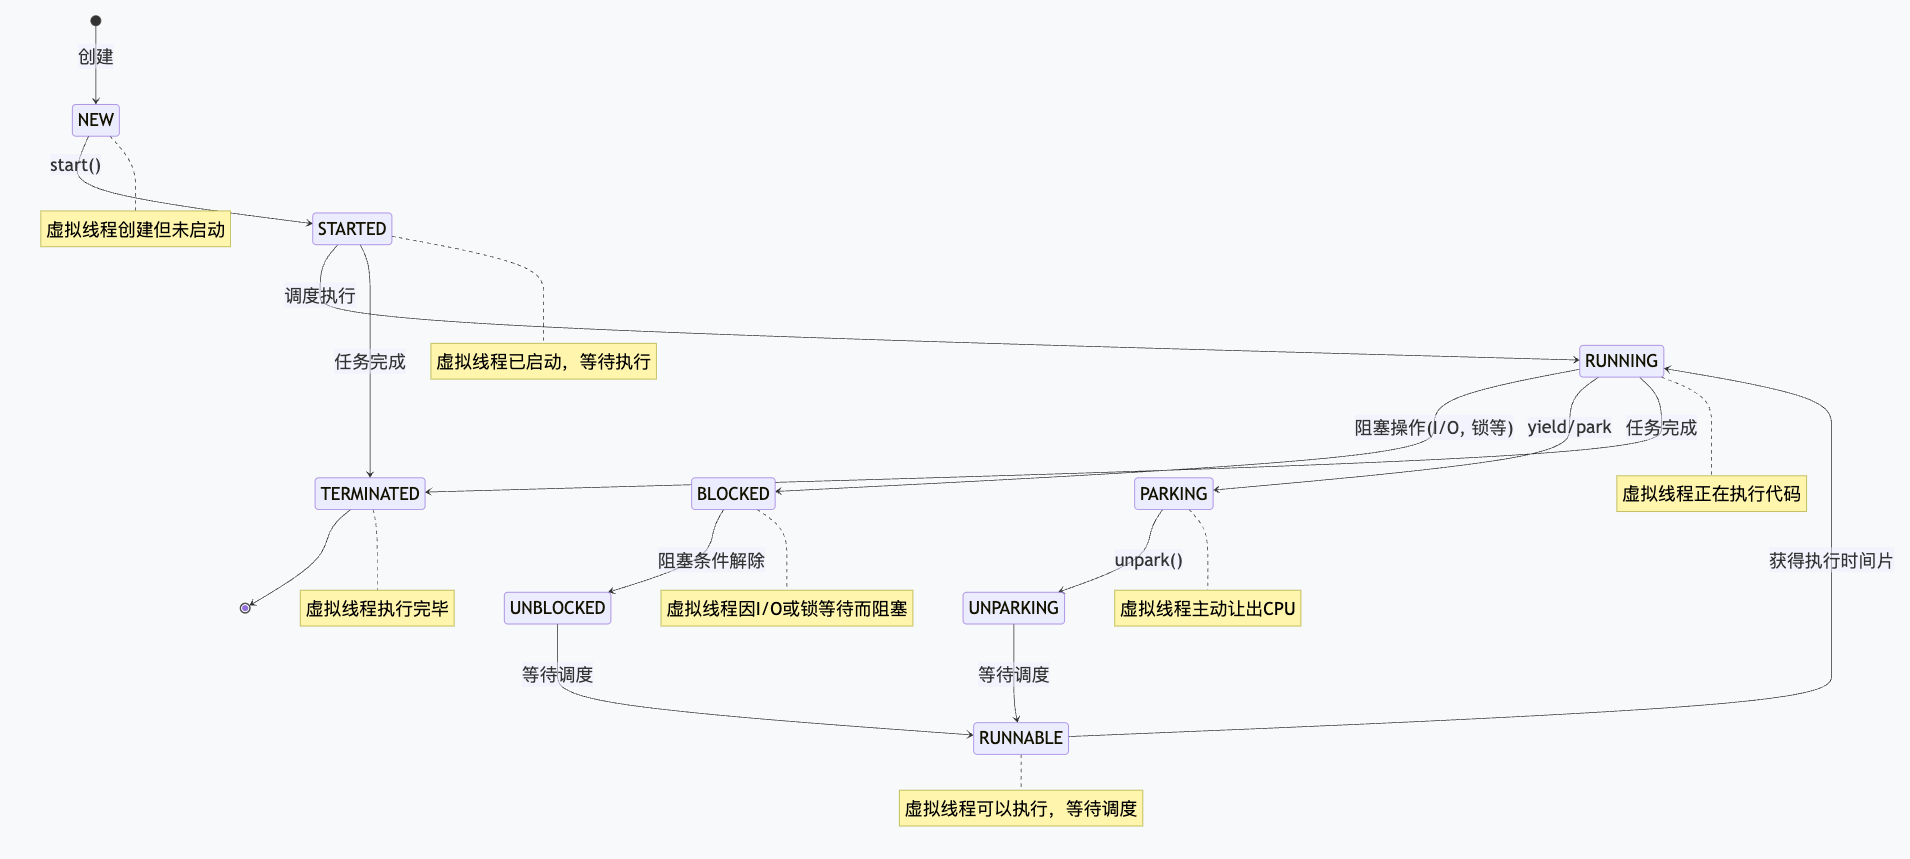 创建
NEW
start()
虚拟线程创建但未启动
STARTED
调度执行
任务完成
虚拟线程已启动，等待执行
RUNNING
阻塞操作(I/O, 锁等)
yield/park
任务完成
TERMINATED
BLOCKED
PARKING
虚拟线程正在执行代码
阻塞条件解除
unpark()
获得执行时间片
虚拟线程执行完毕
UNBLOCKED
虚拟线程因I/O或锁等待而阻塞
UNPARKING
虚拟线程主动让出CPU
等待调度
等待调度
RUNNABLE
虚拟线程可以执行，等待调度